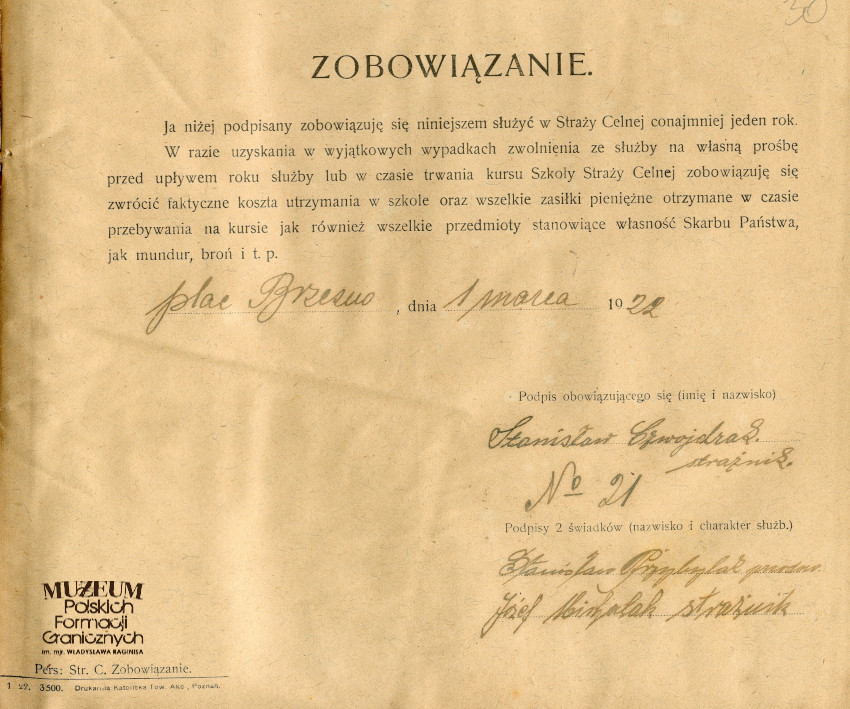 30
ZOBOWIĄZANIE.
Ja niżej podpisany zobowiązuję się niniejszem służyć w Straży Celnej conajmniej jeden rok.
W razie uzyskania w wyjątkowych wypadkach zwolnienia ze służby na własną prośbę
przed upływem roku służby lub w czasie trwania kursu Szkoły Straży Celnej zobowiązuję się
zwrócić faktyczne koszta utrzymania w szkole oraz wszelkie zasiłki pieniężne otrzymane w czasie
przebywania na kursie jak również wszelkie przedmioty stanowiące własność Skarbu Państwa,
jak mundur, broń i t. p.
plac Brzesno, dnia 1 marca 1922
Podpis obowiązującego się (imię i nazwisko)
Stanisław Czwojdrak.
strażnik.
No 21
Podpisy 2 świadków (nazwisko i charakter służb.)
Stanisław Przybylak
Józef strażnik
MUZEUM
Polskich
Formacji
Granicznych
im. mjr. WŁADYSŁAWA RAGINISA
Pers: Str. C. Zobowiązanie.
1 22. 3500. Drukarnia Katolicka Tow. Akc., Poznań.